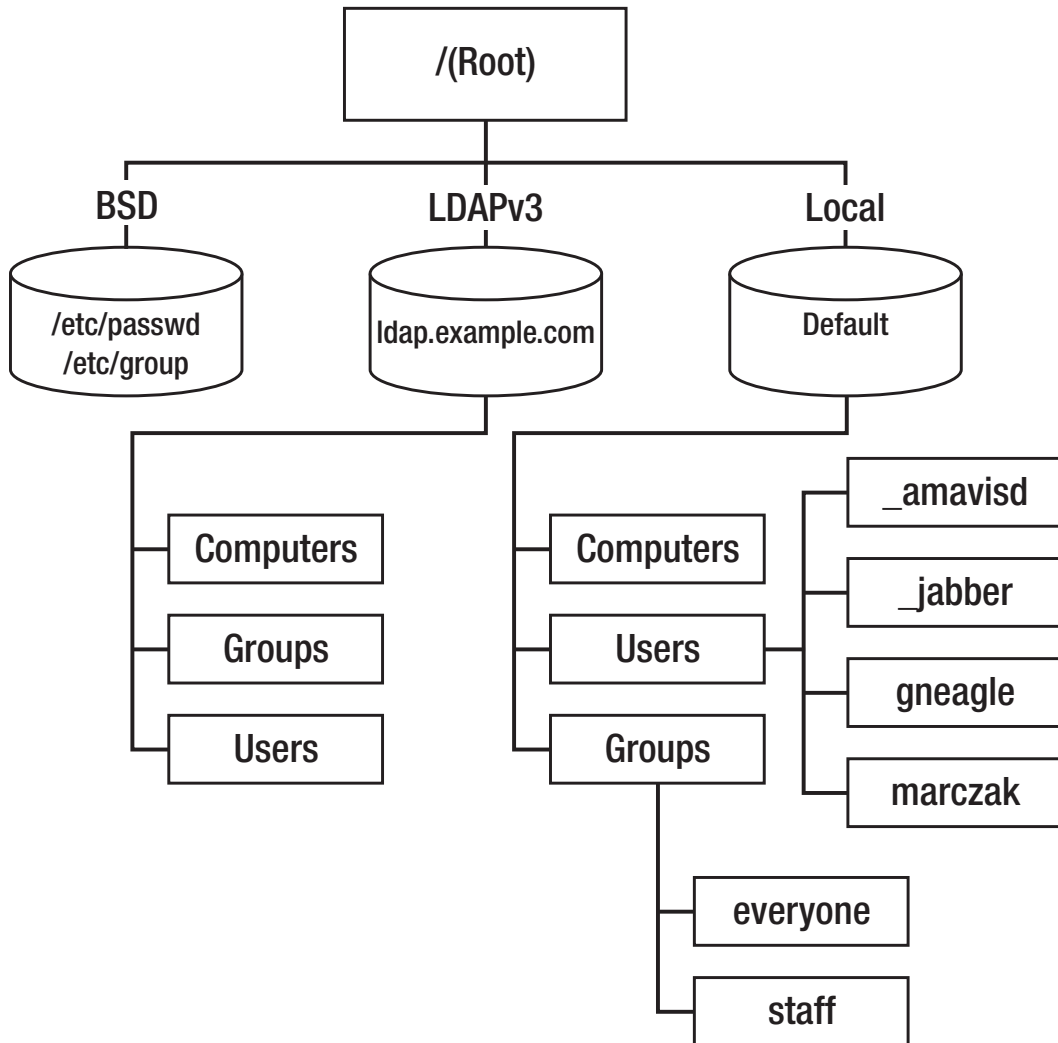 /(Root)
BSD
LDAPv3
Local
/etc/passwd
/etc/group
ldap.example.com
Default
Computers
Groups
Users
Computers
Users
Groups
_amavisd
_jabber
gneagle
marczak
everyone
staff